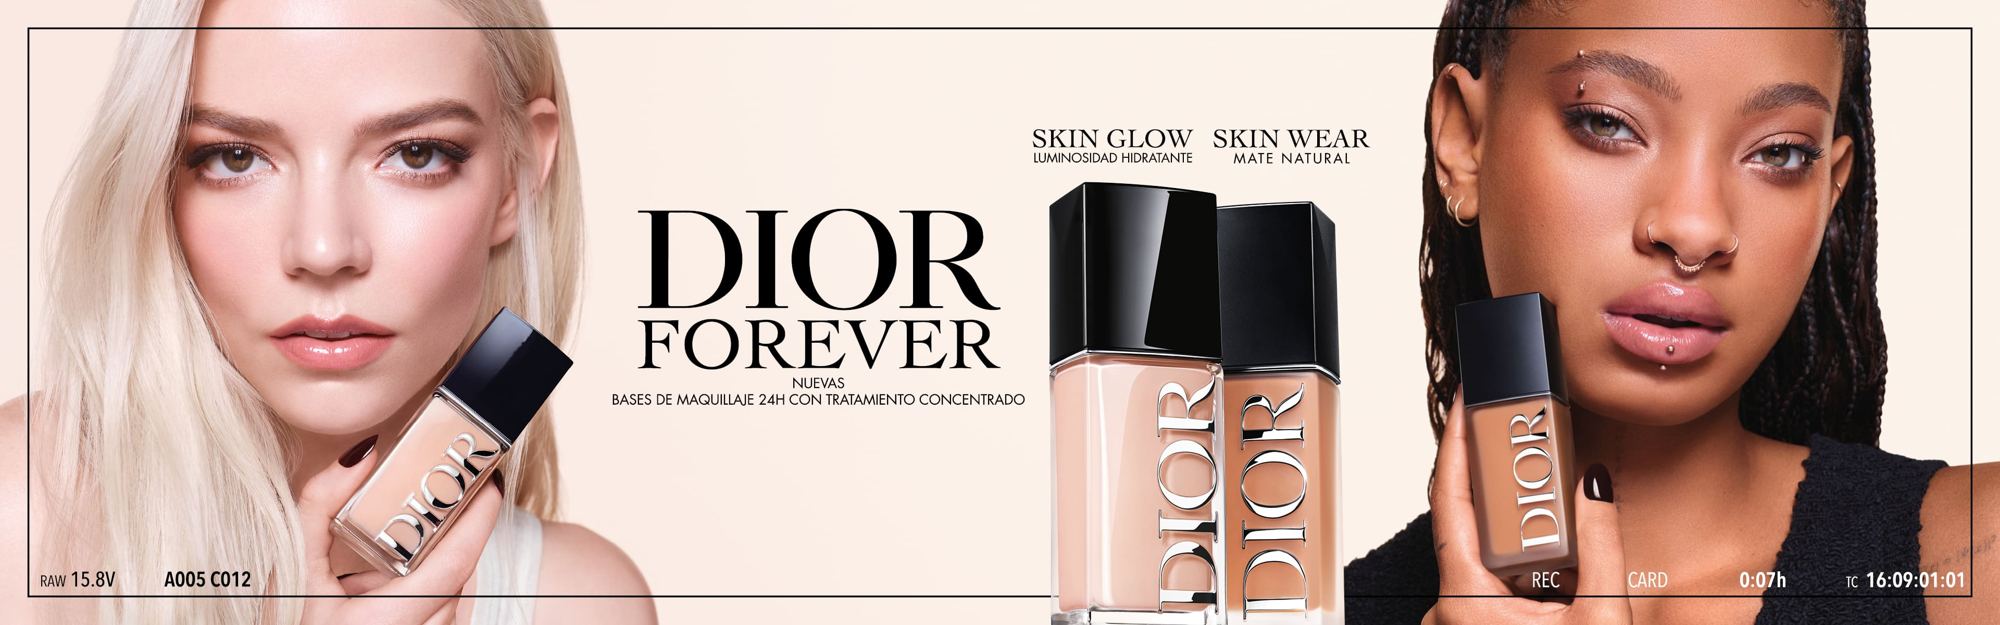 SKIN GLOW
LUMINOSIDAD HIDRATANTE
SKIN WEAR
MATE NATURAL
DIOR
FOREVER
NUEVAS
BASES DE MAQUILLAJE 24H CON TRATAMIENTO CONCENTRADO
DIOR
DIOR
DIOR
DIOR
RAW 15.8V
A005 C012
REC
CARD
0:07h
TC 16:09:01:01